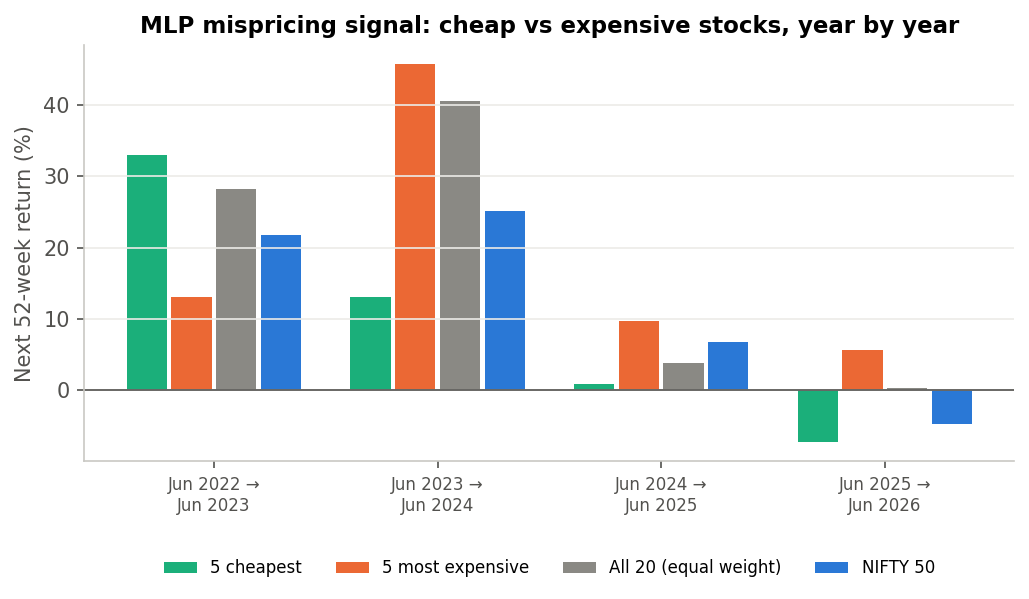 MLP mispricing signal: cheap vs expensive stocks, year by year
Next 52-week return (%)
40
30
20
10
0
Jun 2022 →
Jun 2023
Jun 2023 →
Jun 2024
Jun 2024 →
Jun 2025
Jun 2025 →
Jun 2026
5 cheapest
5 most expensive
All 20 (equal weight)
NIFTY 50